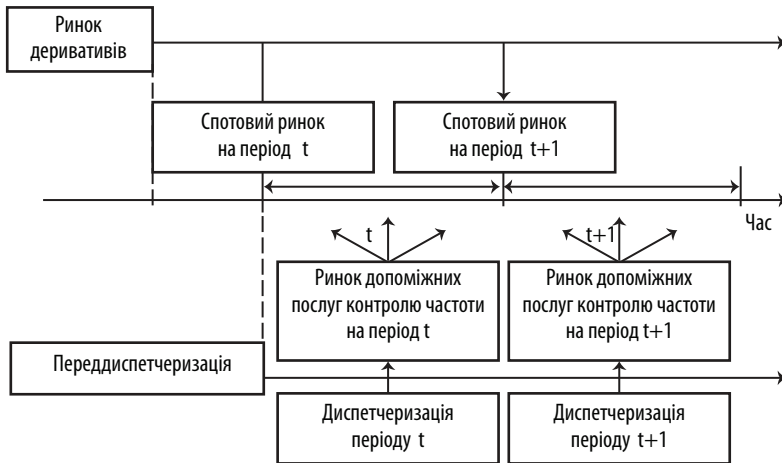 Ринок
деривативів
Спотовий ринок
на період t
Спотовий ринок
на період t+1
Час
t
t+1
Ринок допоміжних
послуг контролю частоти
на період t
Ринок допоміжних
послуг контролю частоти
на період t+1
Переддиспетчеризація
Диспетчеризація
періоду t
Диспетчеризація
періоду t+1